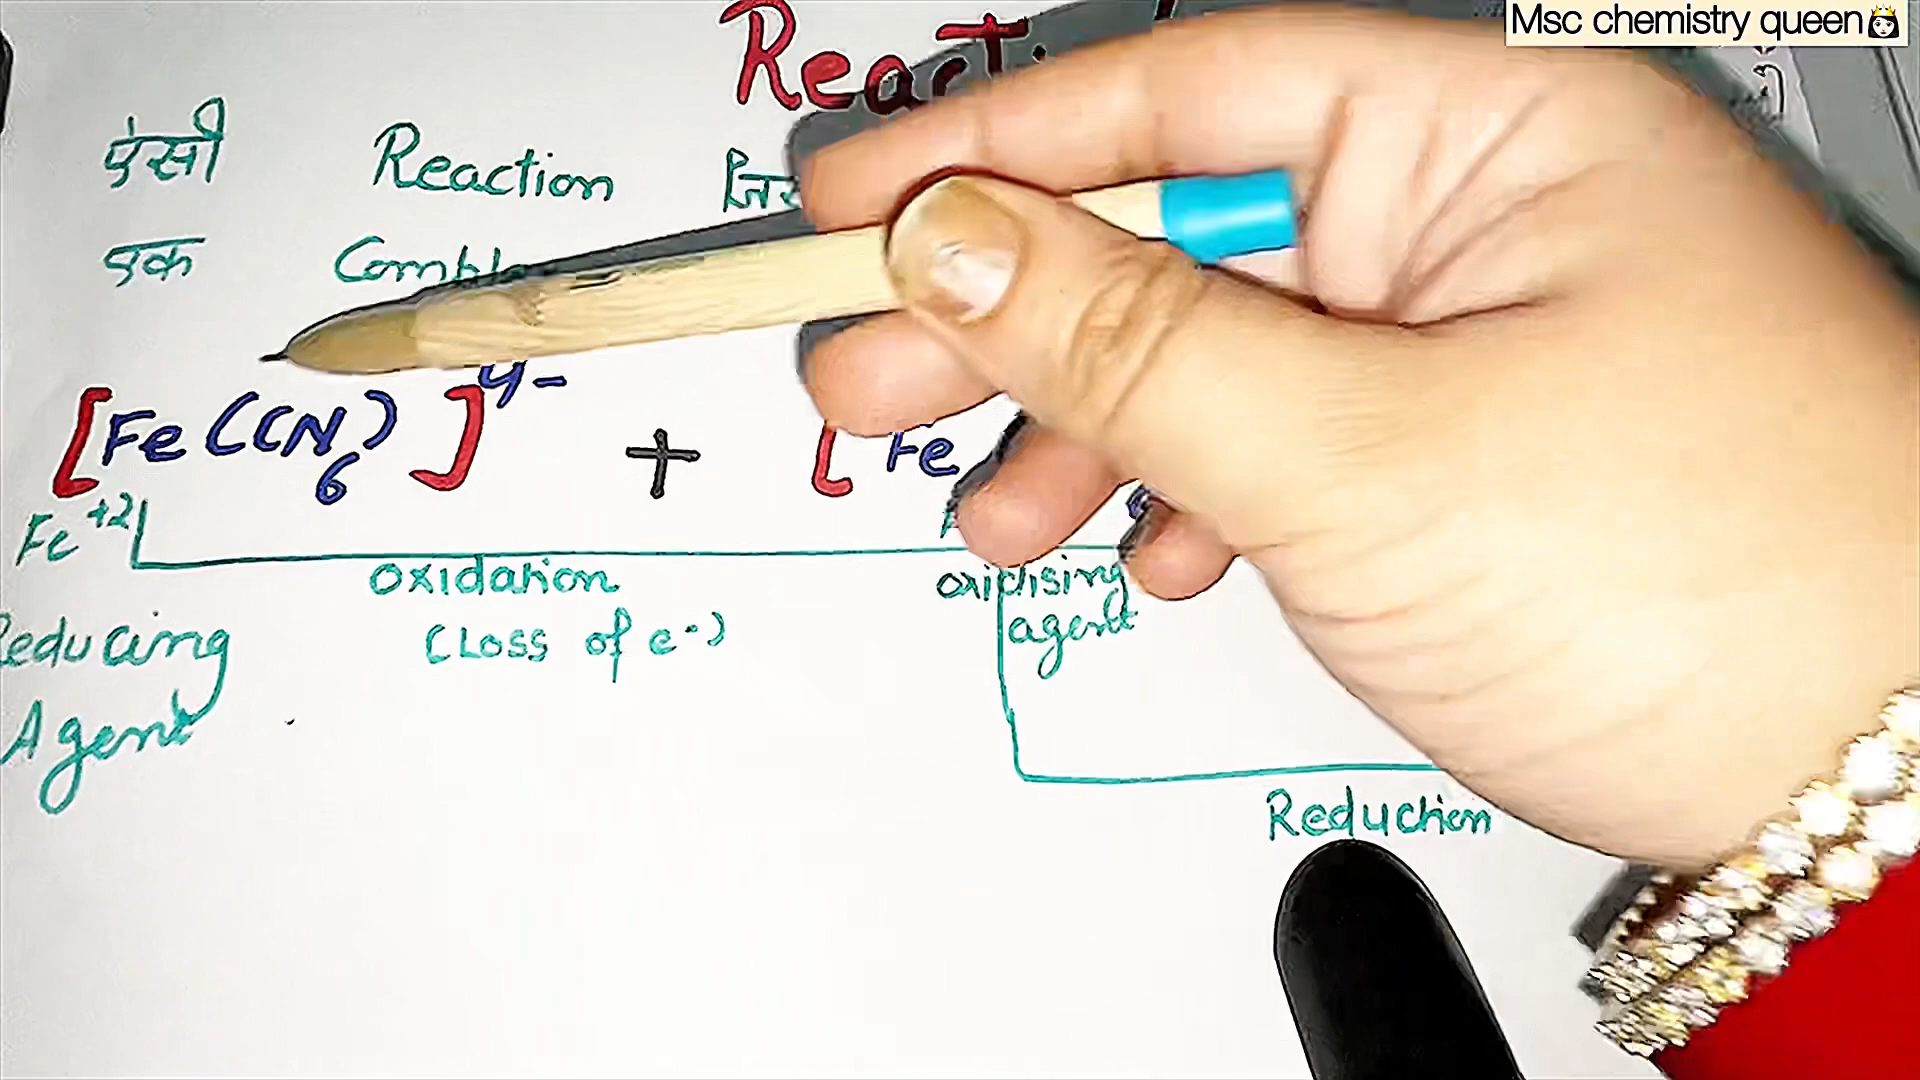 Msc chemistry queen
ऐसी Reaction
एक
[Fe(CN)6]4- + [Fe
Fe+2
oxidation
(Loss of e-)
oxidising
agent
Reducing
Agent
Reduction